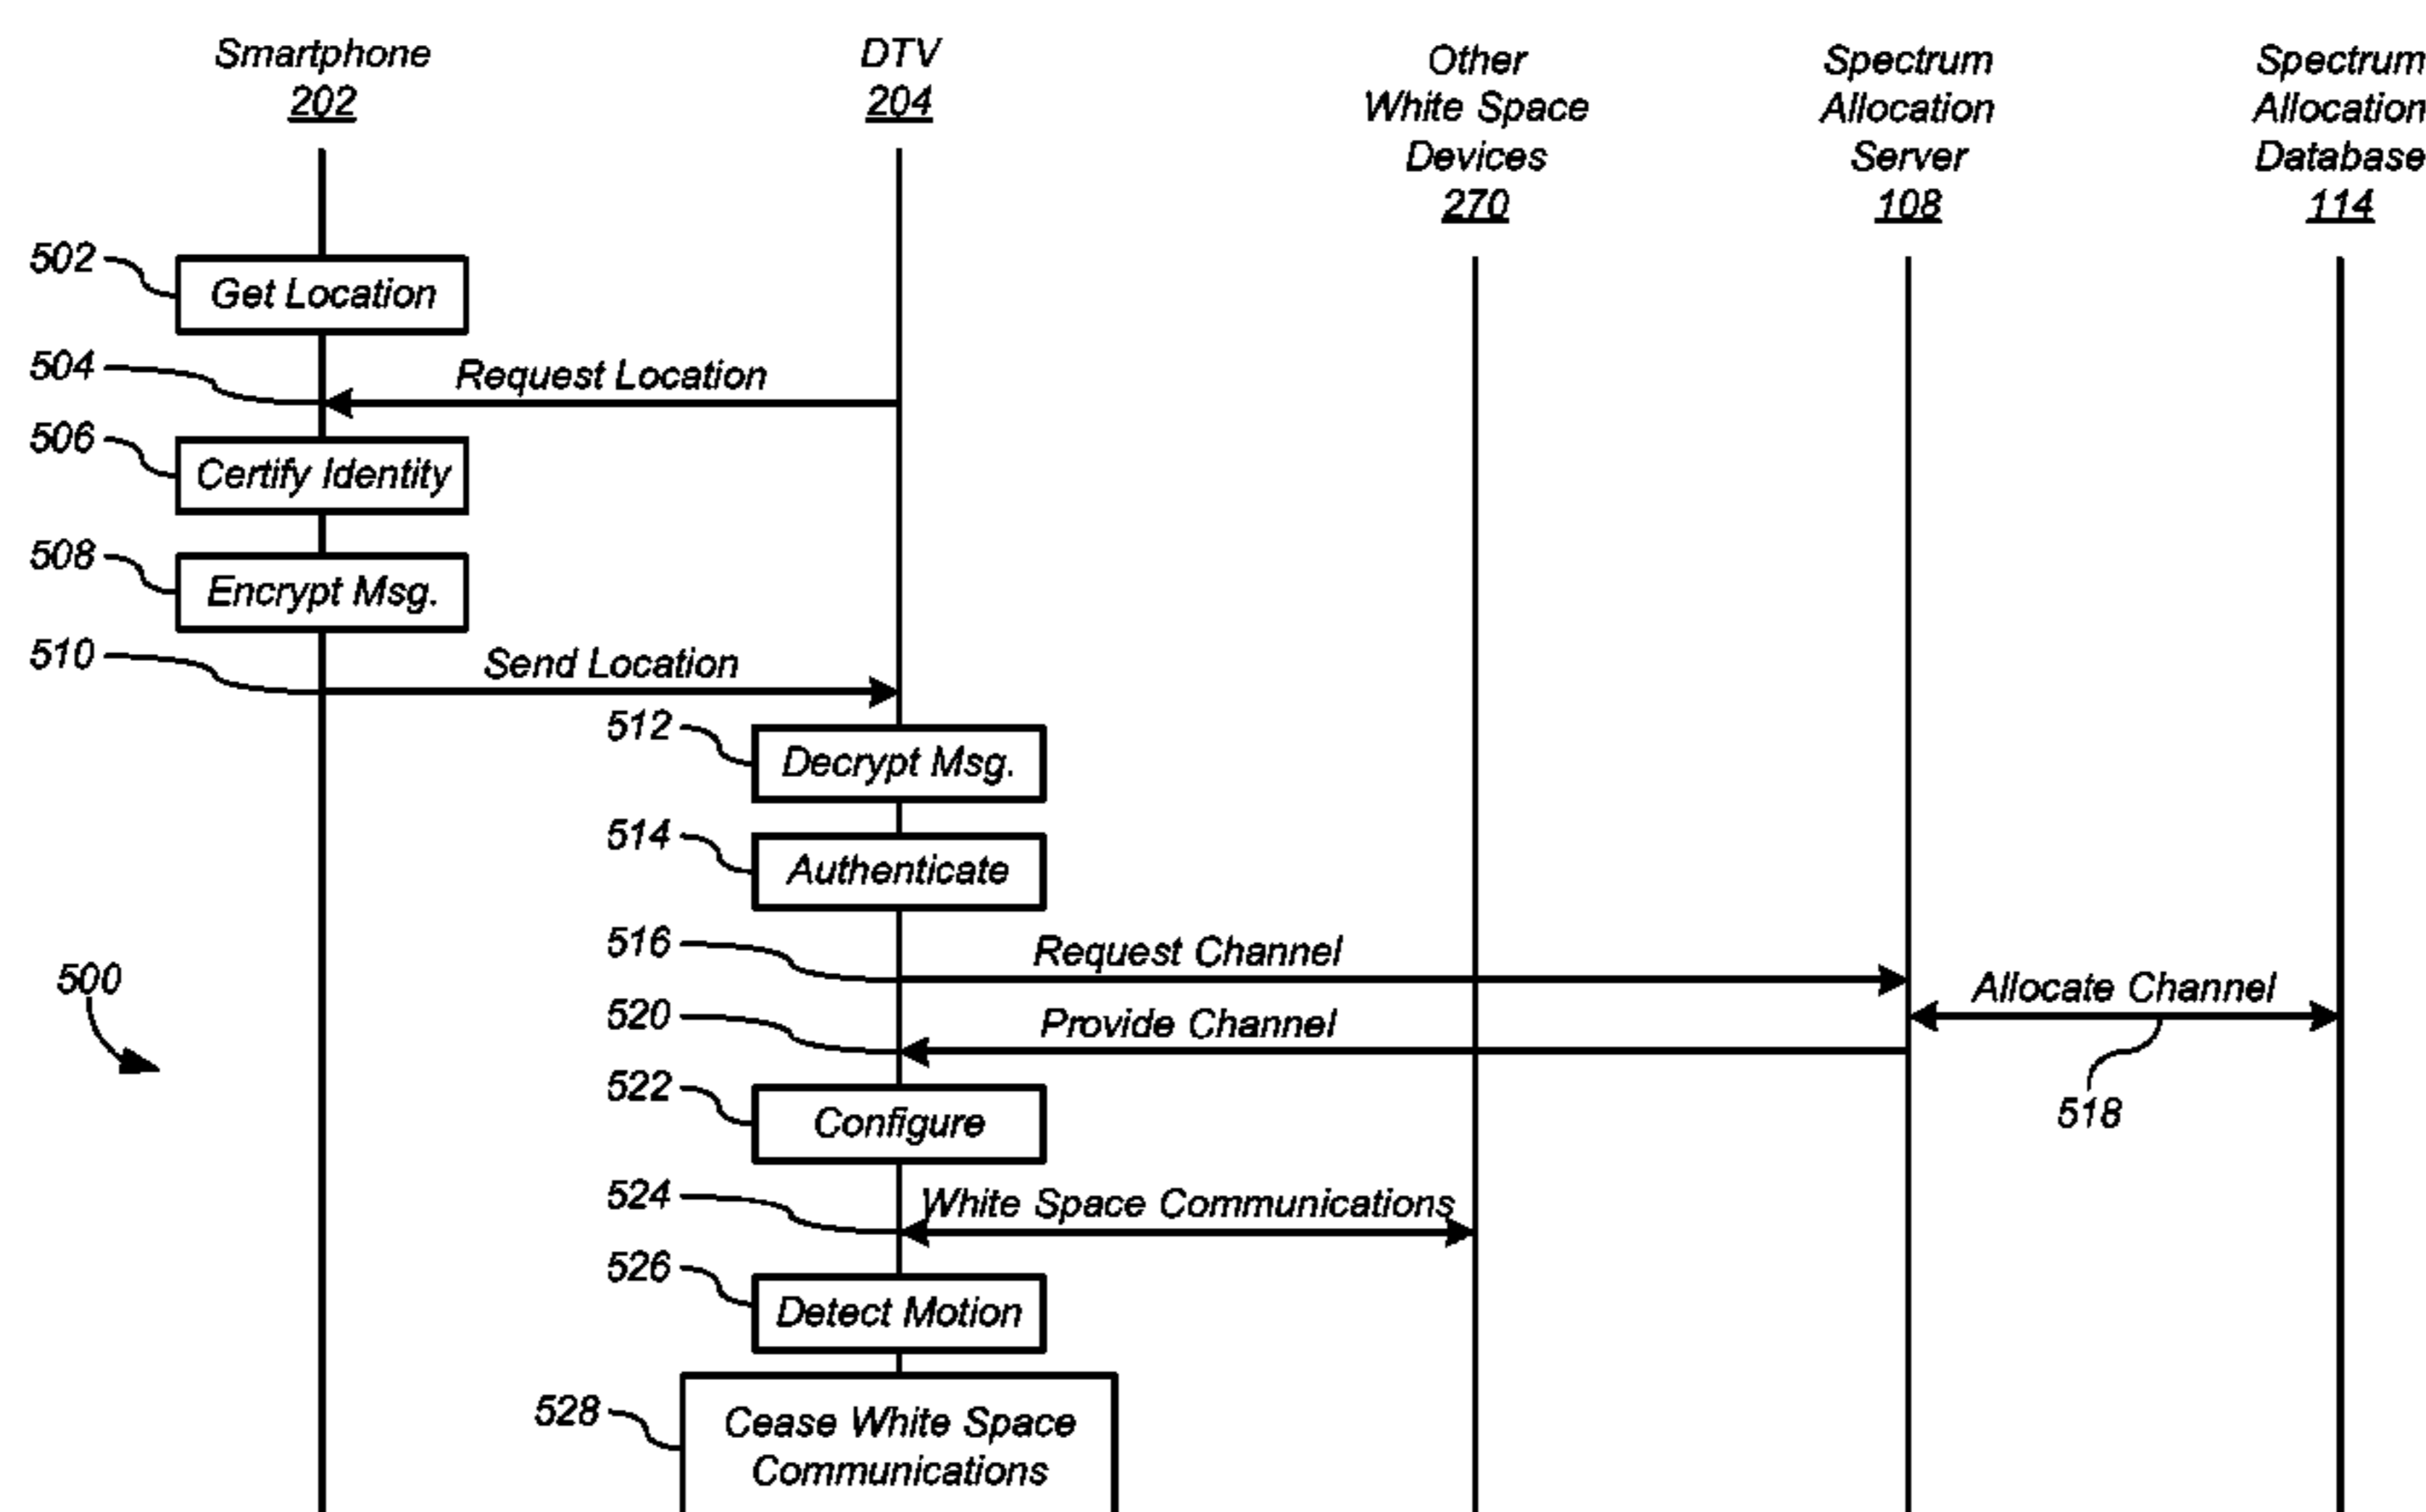 Smartphone
202
DTV
204
Other
White Space
Devices
270
Spectrum
Allocation
Server
108
Spectrum
Allocation
Database
114
502
Get Location
504
Request Location
506
Certify Identity
508
Encrypt Msg.
510
Send Location
512
Decrypt Msg.
514
Authenticate
516
Request Channel
500
Allocate Channel
520
Provide Channel
518
522
Configure
524
White Space Communications
526
Detect Motion
528
Cease White Space
Communications